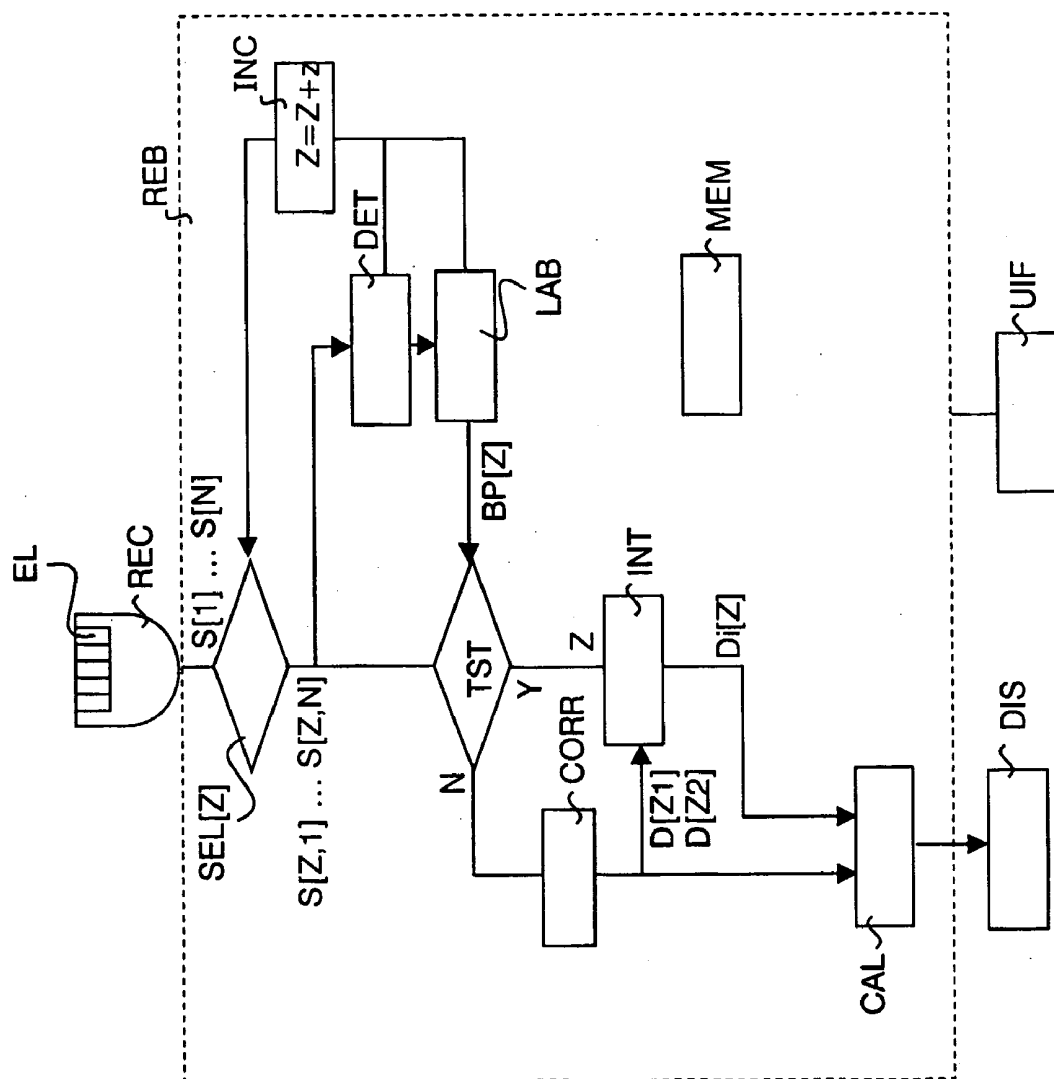 EL
REC
S[1] ... S[N]
REB
INC
Z=Z+z
SEL[Z]
S[Z,1] ... S[Z,N]
DET
LAB
BP[Z]
TST
N
Y
Z
CORR
INT
D[Z1]
D[Z2]
Di[Z]
MEM
CAL
DIS
UIF